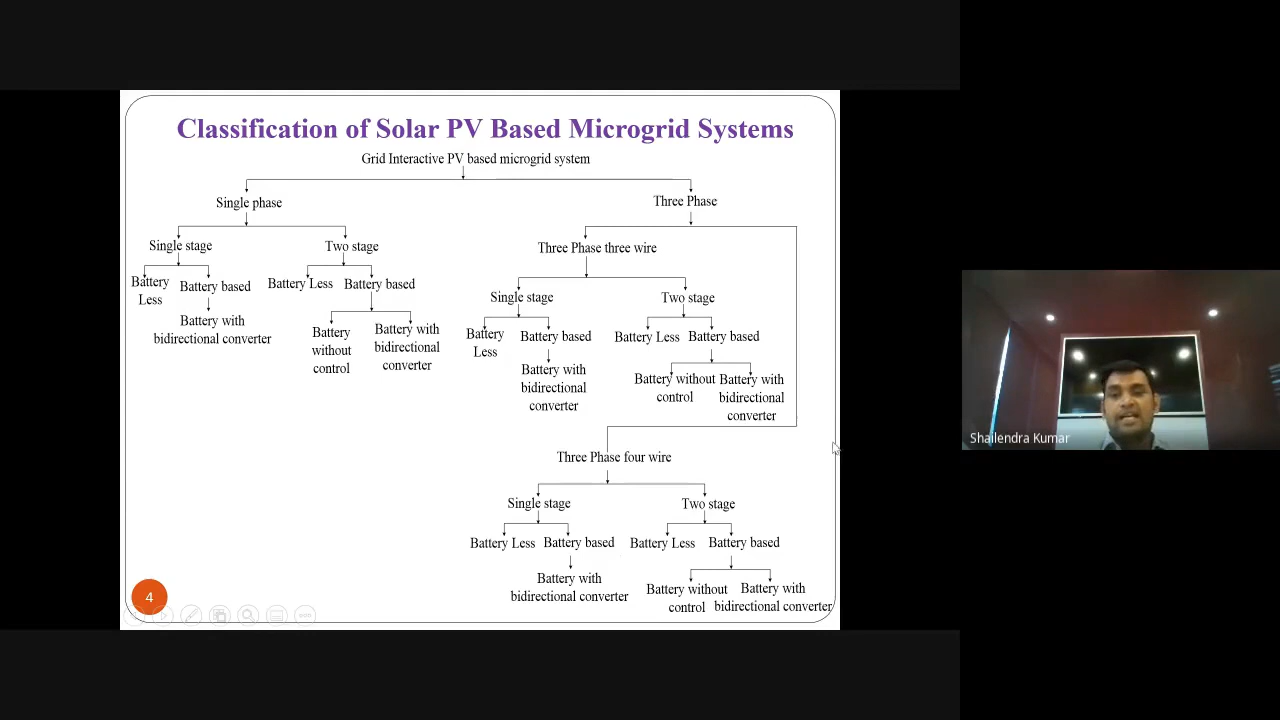 Classification of Solar PV Based Microgrid Systems
Grid Interactive PV based microgrid system
Single phase
Three Phase
Single stage
Two stage
Battery
Less
Battery based
Battery with
bidirectional converter
Battery Less
Battery based
Battery
without
control
Battery with
bidirectional
converter
Three Phase three wire
Single stage
Two stage
Battery
Less
Battery based
Battery with
bidirectional
converter
Battery Less
Battery based
Battery without
control
Battery with
bidirectional
converter
Three Phase four wire
Single stage
Two stage
Battery Less
Battery based
Battery with
bidirectional converter
Battery Less
Battery based
Battery without
control
Battery with
bidirectional converter
4
Shailendra Kumar